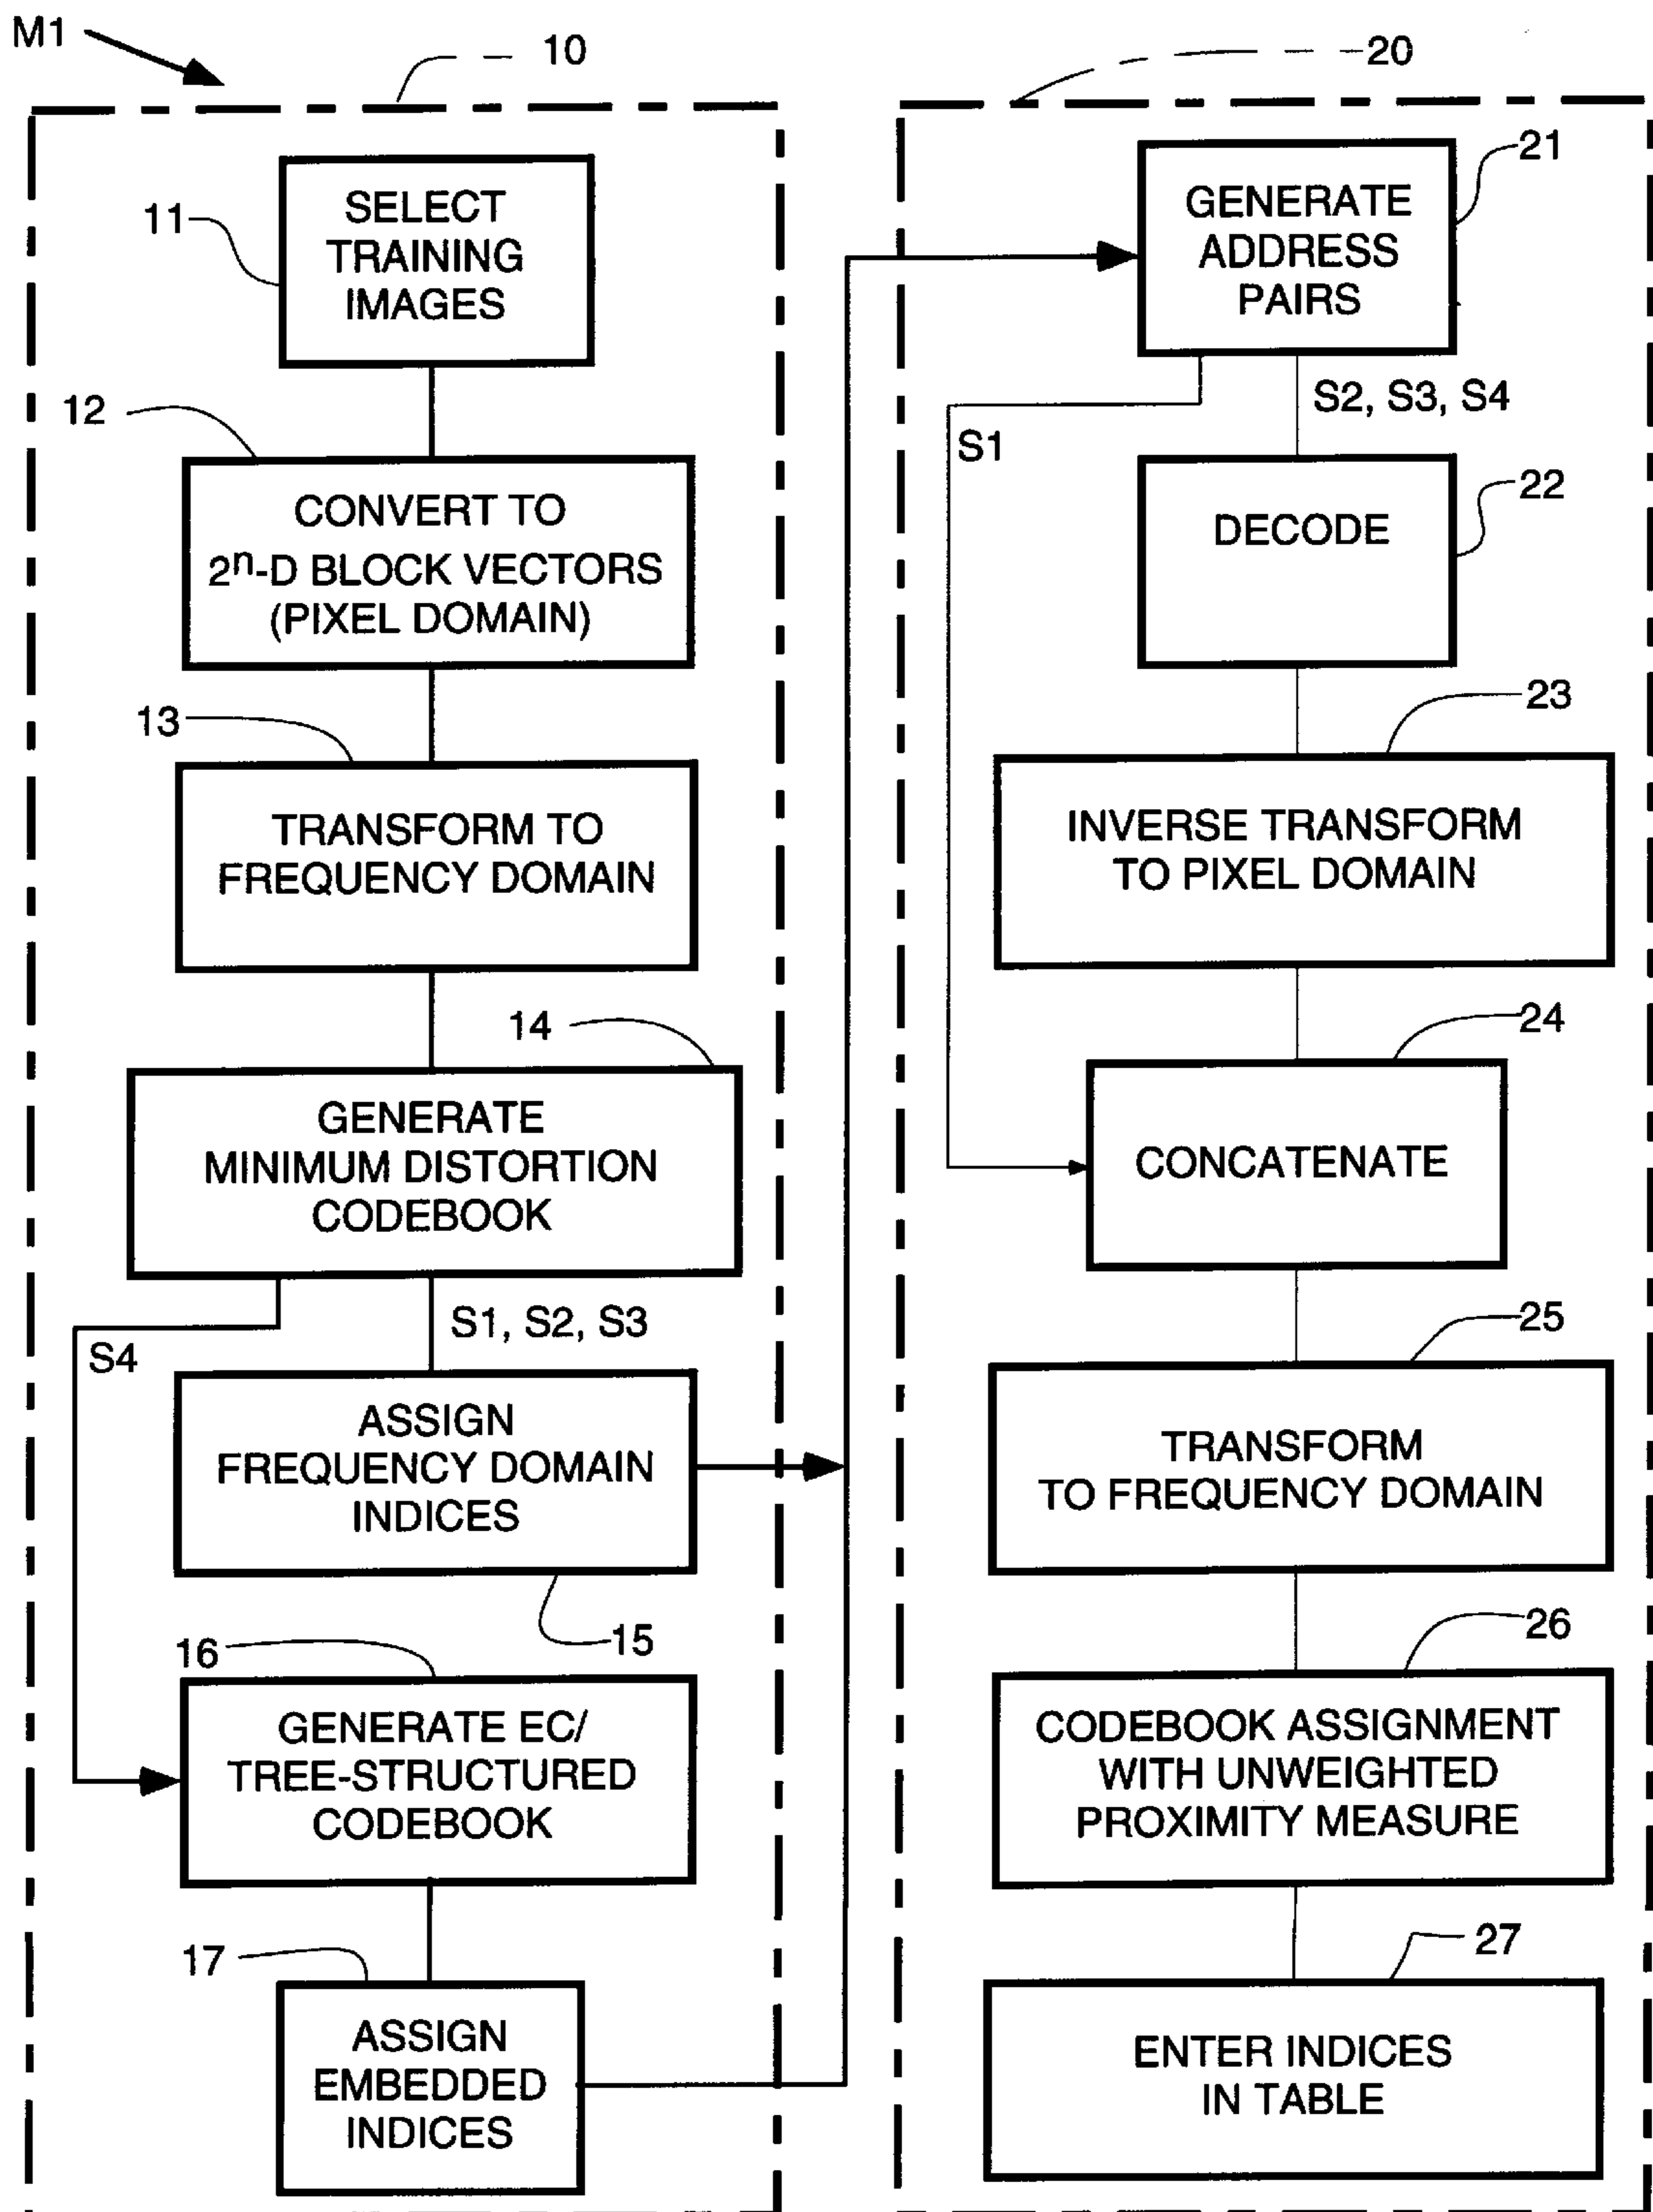 M1
10
11
SELECT
TRAINING
IMAGES
12
CONVERT TO
2ⁿ-D BLOCK VECTORS
(PIXEL DOMAIN)
13
TRANSFORM TO
FREQUENCY DOMAIN
14
GENERATE
MINIMUM DISTORTION
CODEBOOK
S1, S2, S3
S4
ASSIGN
FREQUENCY DOMAIN
INDICES
15
16
GENERATE EC/
TREE-STRUCTURED
CODEBOOK
17
ASSIGN
EMBEDDED
INDICES
20
21
GENERATE
ADDRESS
PAIRS
S2, S3, S4
S1
22
DECODE
23
INVERSE TRANSFORM
TO PIXEL DOMAIN
24
CONCATENATE
25
TRANSFORM
TO FREQUENCY DOMAIN
26
CODEBOOK ASSIGNMENT
WITH UNWEIGHTED
PROXIMITY MEASURE
27
ENTER INDICES
IN TABLE